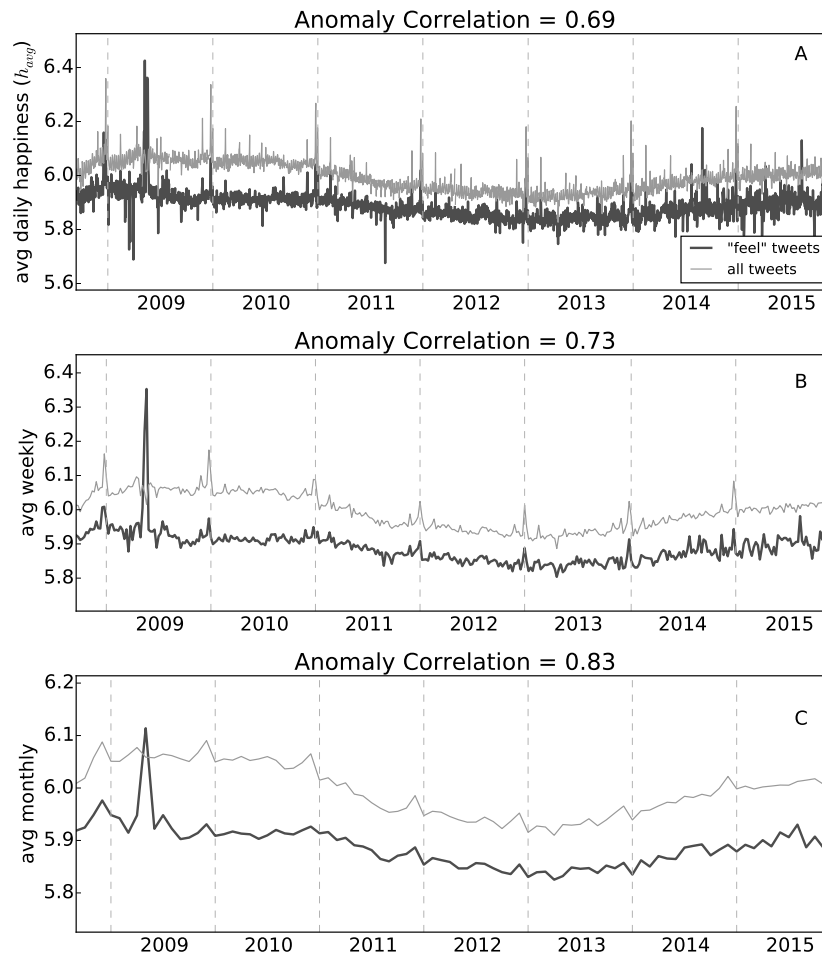 Anomaly Correlation = 0.69
A
avg daily happiness (h_avg)
6.4
6.2
6.0
5.8
5.6
"feel" tweets
all tweets
2009 2010 2011 2012 2013 2014 2015
Anomaly Correlation = 0.73
B
avg weekly
6.4
6.3
6.2
6.1
6.0
5.9
5.8
2009 2010 2011 2012 2013 2014 2015
Anomaly Correlation = 0.83
C
avg monthly
6.2
6.1
6.0
5.9
5.8
2009 2010 2011 2012 2013 2014 2015